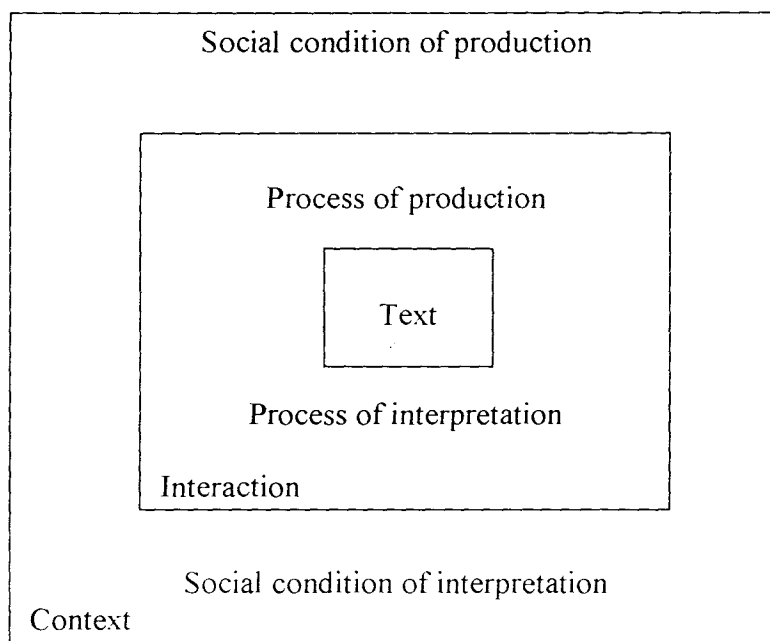 Social condition of production
Process of production
Text
Process of interpretation
Interaction
Social condition of interpretation
Context